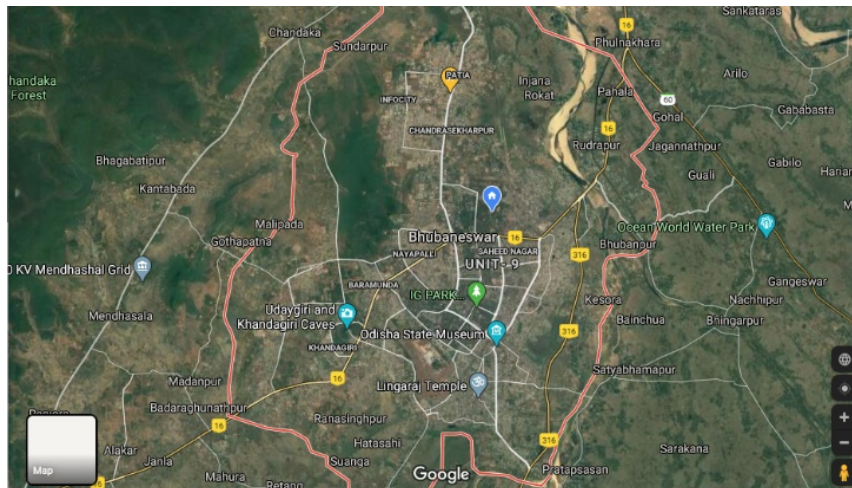 Sankataras
Chandaka
Sundarpur
16
Phulnakhara
Chandaka
Forest
PATIA
Injana
Rokat
Arilo
INFOCITY
Pahala
60
Gababasta
Gohal
CHANDRASEKHARPUR
16
Bhagabatipur
Rudrapur
Jagannathpur
Gabilo
Kantabada
Guali
Malipada
Ocean World Water Park
Gothapatna
Bhubaneswar
16
Bhubanpur
SAHEED NAGAR
NAYAPALLI
316
0 KV Mendhashal Grid
UNIT- 9
Gangeswar
BARAMUNDA
IG PARK...
Kesora
Nachhipur
Udaygiri and
Khandagiri Caves
Mendhasala
Bainchua
Bhingarpur
Odisha State Museum
316
KHANDAGIRI
Satyabhamapur
Madanpur
16
Lingaraj Temple
Badaraghunathpur
16
Ranasinghpur
Hatasahi
316
Alakar
Sarakana
Janla
Suanga
Map
Google
Pratapsasan
Mahura
Retang